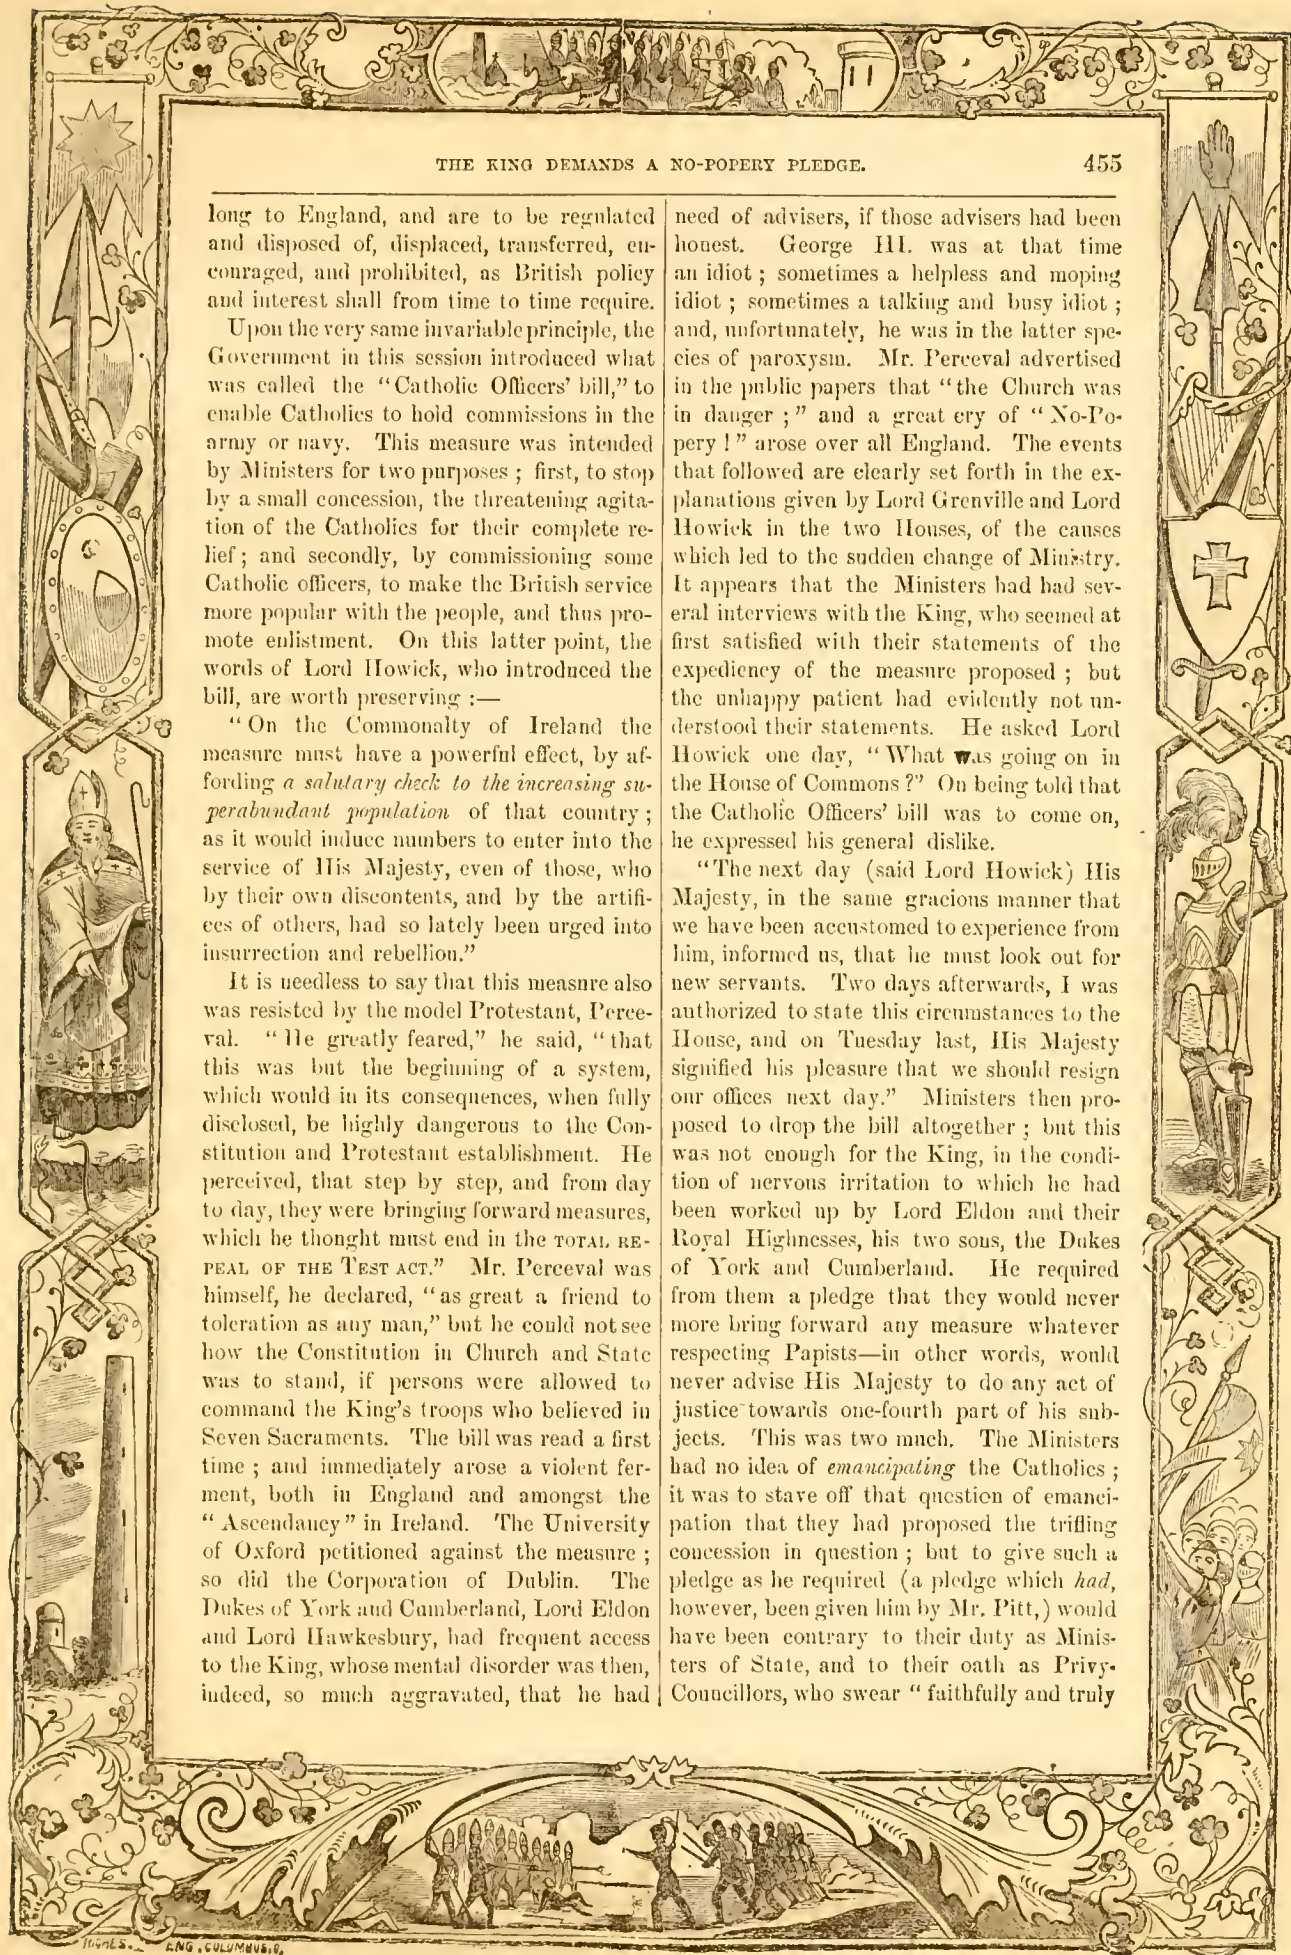 THE KING DEMANDS A NO-POPERY PLEDGE. 455
long to England, and are to be regulated
and disposed of, displaced, transferred, en-
couraged, and prohibited, as British policy
and interest shall from time to time require.
Upon the very same invariable principle, the
Government in this session introduced what
was called the "Catholic Officers' bill," to
enable Catholics to hold commissions in the
army or navy. This measure was intended
by Ministers for two purposes ; first, to stop
by a small concession, the threatening agita-
tion of the Catholics for their complete re-
lief ; and secondly, by commissioning some
Catholic officers, to make the British service
more popular with the people, and thus pro-
mote enlistment. On this latter point, the
words of Lord Howick, who introduced the
bill, are worth preserving :—
"On the Commonalty of Ireland the
measure must have a powerful effect, by af-
fording a salutary check to the increasing su-
perabundant population of that country ;
as it would induce numbers to enter into the
service of His Majesty, even of those, who
by their own discontents, and by the artifi-
ces of others, had so lately been urged into
insurrection and rebellion."
It is needless to say that this measure also
was resisted by the model Protestant, Perce-
val. "He greatly feared," he said, "that
this was but the beginning of a system,
which would in its consequences, when fully
disclosed, be highly dangerous to the Con-
stitution and Protestant establishment. He
perceived, that step by step, and from day
to day, they were bringing forward measures,
which he thought must end in the TOTAL RE-
PEAL OF THE TEST ACT." Mr. Perceval was
himself, he declared, "as great a friend to
toleration as any man," but he could not see
how the Constitution in Church and State
was to stand, if persons were allowed to
command the King's troops who believed in
Seven Sacraments. The bill was read a first
time ; and immediately arose a violent fer-
ment, both in England and amongst the
"Ascendancy" in Ireland. The University
of Oxford petitioned against the measure ;
so did the Corporation of Dublin. The
Dukes of York and Cumberland, Lord Eldon
and Lord Hawkesbury, had frequent access
to the King, whose mental disorder was then,
indeed, so much aggravated, that he had
need of advisers, if those advisers had been
honest. George III. was at that time
an idiot ; sometimes a helpless and moping
idiot ; sometimes a talking and busy idiot ;
and, unfortunately, he was in the latter spe-
cies of paroxysm. Mr. Perceval advertised
in the public papers that "the Church was
in danger ;" and a great cry of "No-Po-
pery !" arose over all England. The events
that followed are clearly set forth in the ex-
planations given by Lord Grenville and Lord
Howick in the two Houses, of the causes
which led to the sudden change of Ministry.
It appears that the Ministers had had sev-
eral interviews with the King, who seemed at
first satisfied with their statements of the
expediency of the measure proposed ; but
the unhappy patient had evidently not un-
derstood their statements. He asked Lord
Howick one day, "What was going on in
the House of Commons ?" On being told that
the Catholic Officers' bill was to come on,
he expressed his general dislike.
"The next day (said Lord Howick) His
Majesty, in the same gracious manner that
we have been accustomed to experience from
him, informed us, that he must look out for
new servants. Two days afterwards, I was
authorized to state this circumstances to the
House, and on Tuesday last, His Majesty
signified his pleasure that we should resign
our offices next day." Ministers then pro-
posed to drop the bill altogether ; but this
was not enough for the King, in the condi-
tion of nervous irritation to which he had
been worked up by Lord Eldon and their
Royal Highnesses, his two sons, the Dukes
of York and Cumberland. He required
from them a pledge that they would never
more bring forward any measure whatever
respecting Papists—in other words, would
never advise His Majesty to do any act of
justice towards one-fourth part of his sub-
jects. This was two much. The Ministers
had no idea of emancipating the Catholics ;
it was to stave off that question of emanci-
pation that they had proposed the trifling
concession in question ; but to give such a
pledge as he required (a pledge which had,
however, been given him by Mr. Pitt,) would
have been contrary to their duty as Minis-
ters of State, and to their oath as Privy-
Councillors, who swear "faithfully and truly
ENG. COLUMBUS, O.